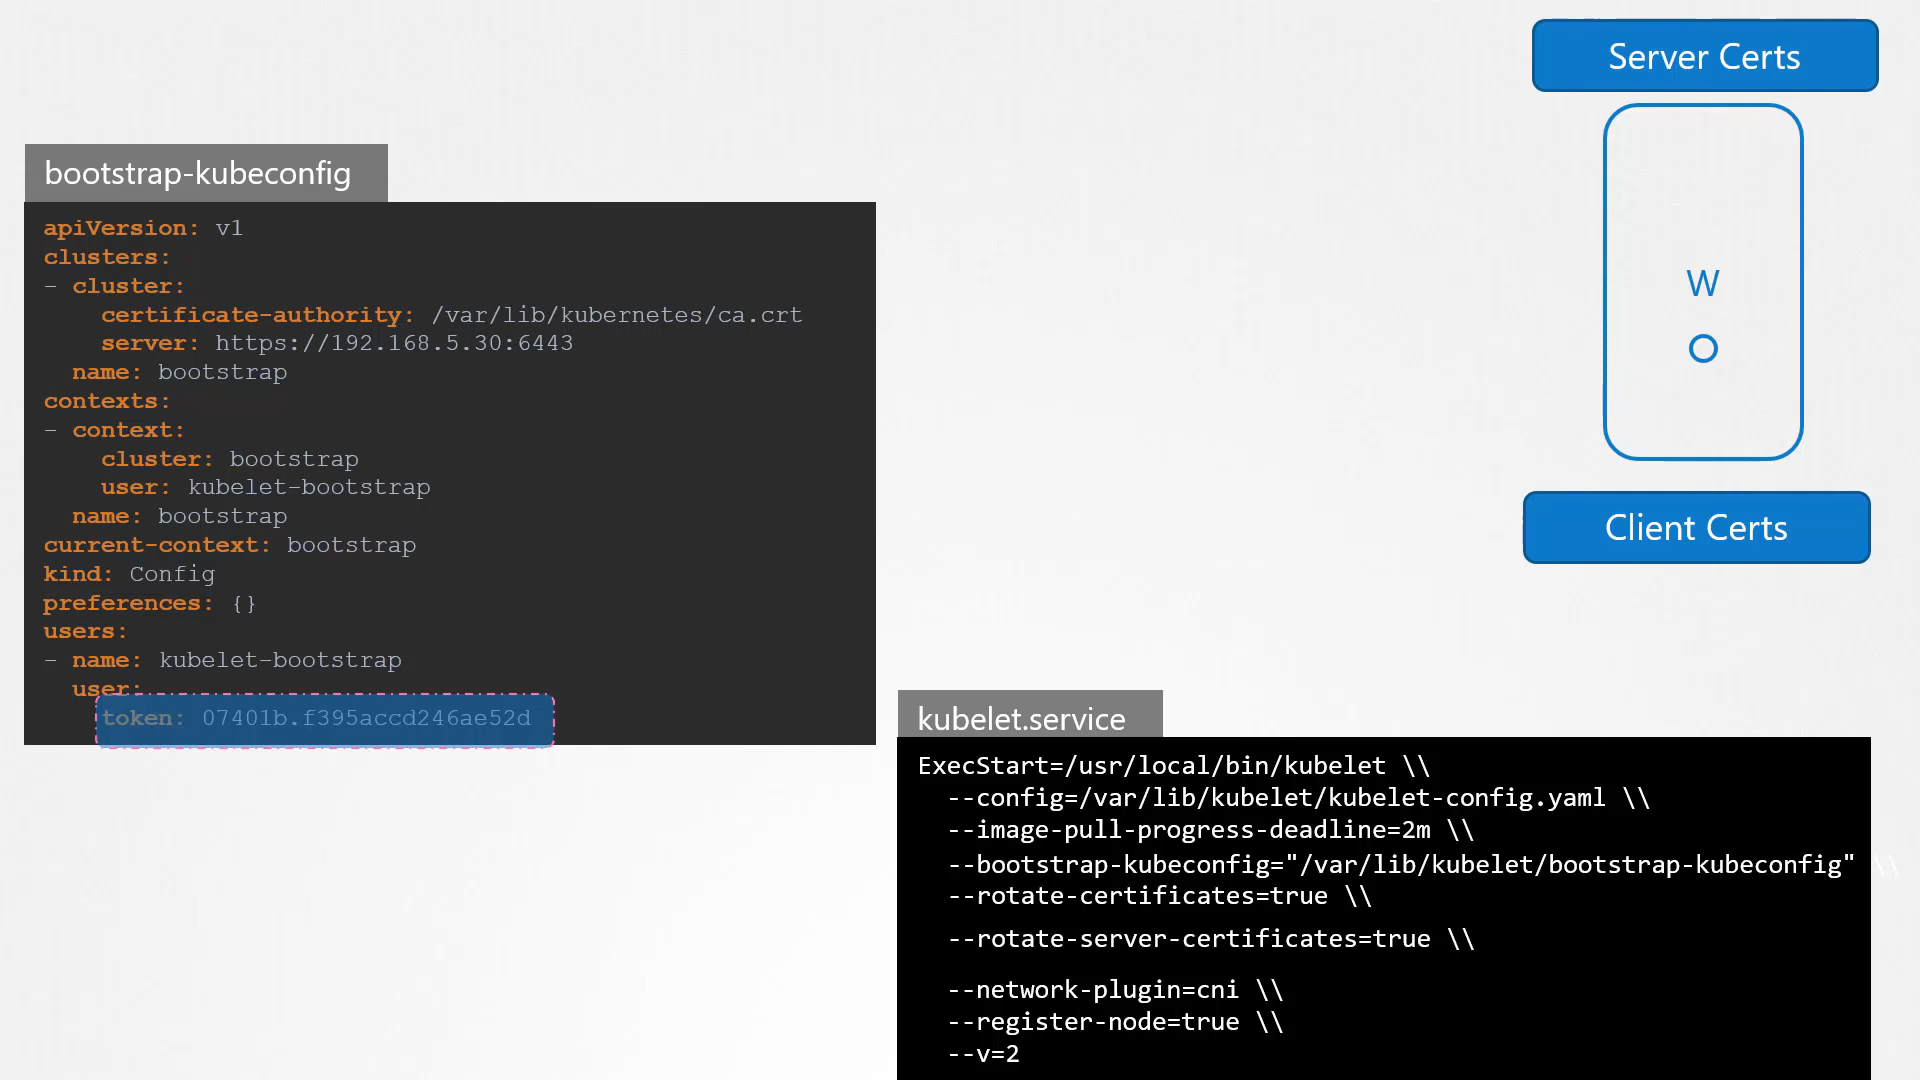 Server Certs
W
O
Client Certs
bootstrap-kubeconfig
apiVersion: v1
clusters:
- cluster:
    certificate-authority: /var/lib/kubernetes/ca.crt
    server: https://192.168.5.30:6443
  name: bootstrap
contexts:
- context:
    cluster: bootstrap
    user: kubelet-bootstrap
  name: bootstrap
current-context: bootstrap
kind: Config
preferences: {}
users:
- name: kubelet-bootstrap
  user:
    token: 07401b.f395accd246ae52d
kubelet.service
ExecStart=/usr/local/bin/kubelet \\
  --config=/var/lib/kubelet/kubelet-config.yaml \\
  --image-pull-progress-deadline=2m \\
  --bootstrap-kubeconfig="/var/lib/kubelet/bootstrap-kubeconfig" \\
  --rotate-certificates=true \\
  --rotate-server-certificates=true \\
  --network-plugin=cni \\
  --register-node=true \\
  --v=2